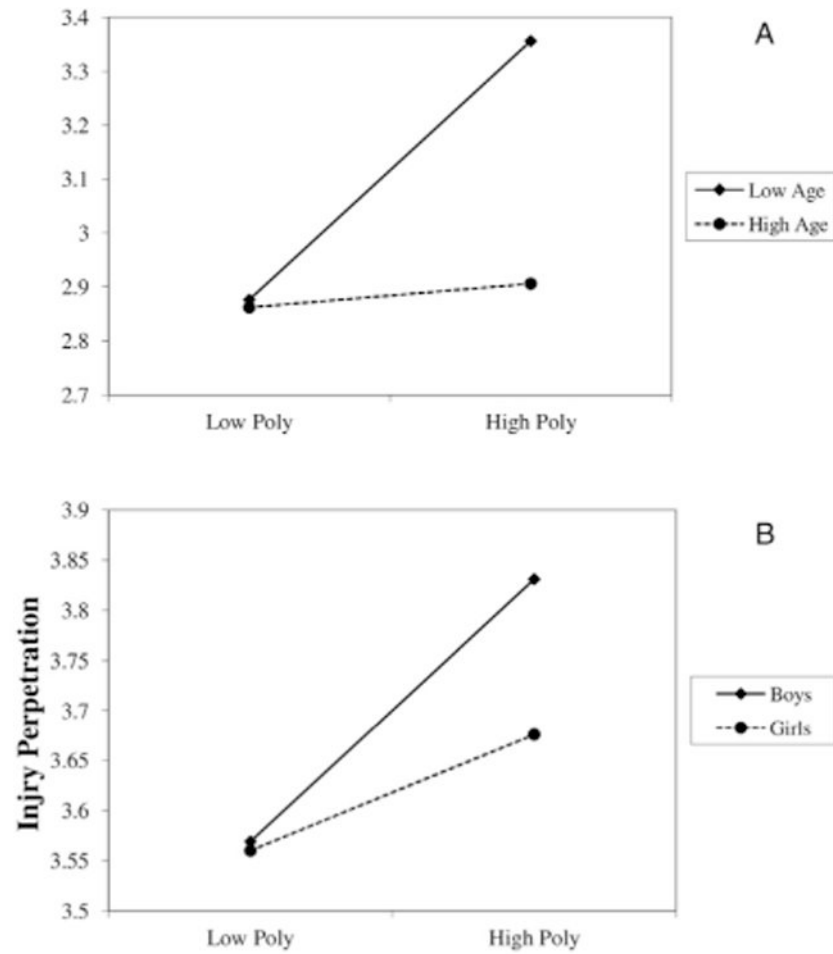 3.4
A
3.3
3.2
3.1
Low Age
3
High Age
2.9
2.8
2.7
Low Poly
High Poly
3.9
B
3.85
3.8
3.75
Boys
3.7
Girls
3.65
3.6
3.55
3.5
Injry Perpetration
Low Poly
High Poly